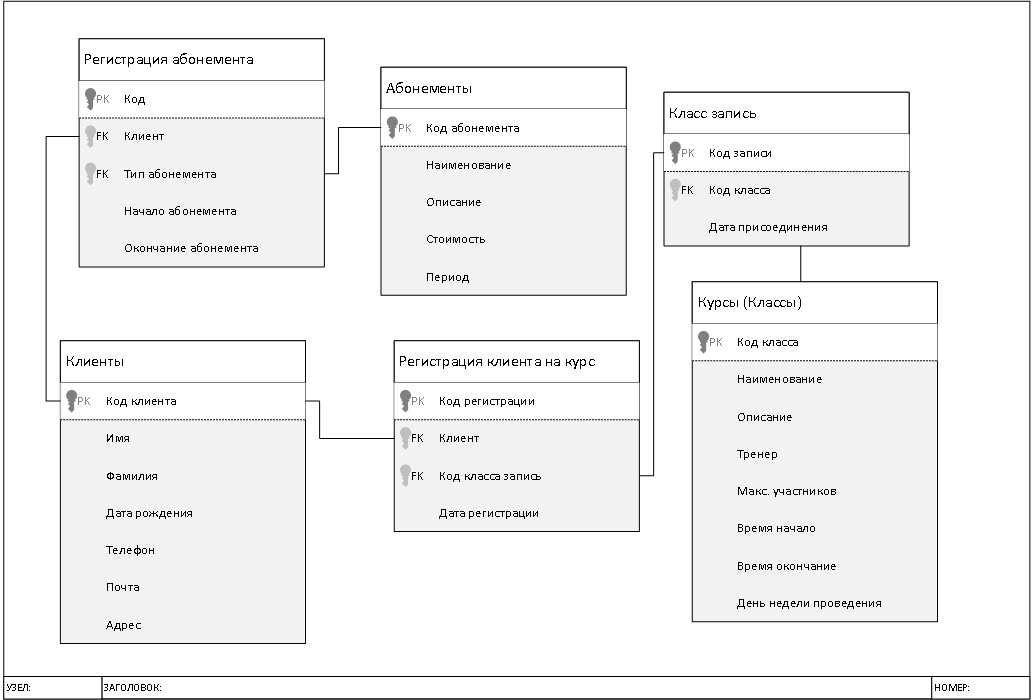 Регистрация абонемента
PK Код
FK Клиент
FK Тип абонемента
Начало абонемента
Окончание абонемента
Абонементы
PK Код абонемента
Наименование
Описание
Стоимость
Период
Класс запись
PK Код записи
FK Код класса
Дата присоединения
Курсы (Классы)
PK Код класса
Наименование
Описание
Тренер
Макс. участников
Время начало
Время окончание
День недели проведения
Клиенты
PK Код клиента
Имя
Фамилия
Дата рождения
Телефон
Почта
Адрес
Регистрация клиента на курс
PK Код регистрации
FK Клиент
FK Код класса запись
Дата регистрации
УЗЕЛ: ЗАГОЛОВОК: НОМЕР: